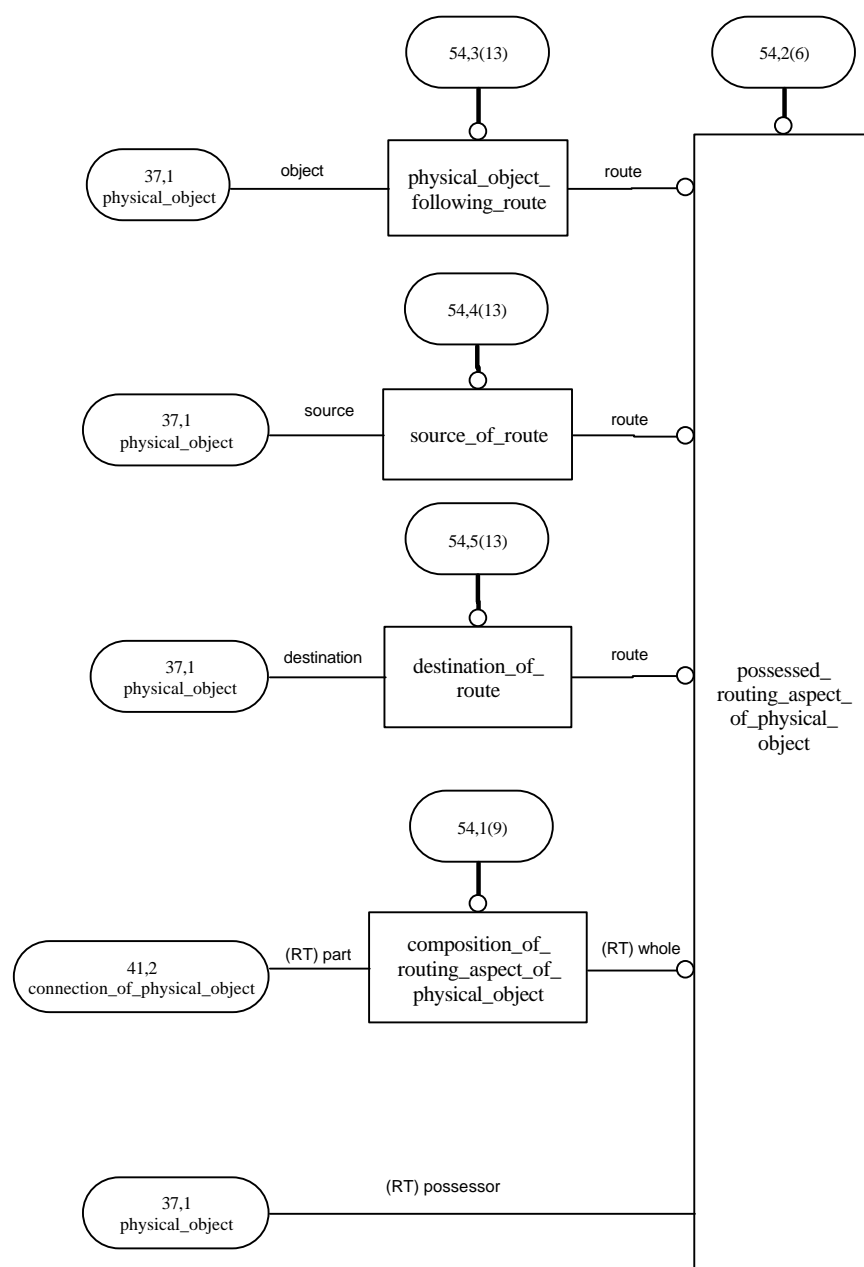 54,3(13)
54,2(6)
37,1
physical_object
object
physical_object_
following_route
route
54,4(13)
37,1
physical_object
source
source_of_route
route
54,5(13)
37,1
physical_object
destination
destination_of_
route
route
possessed_
routing_aspect_
of_physical_
object
54,1(9)
41,2
connection_of_physical_object
(RT) part
composition_of_
routing_aspect_of_
physical_object
(RT) whole
37,1
physical_object
(RT) possessor